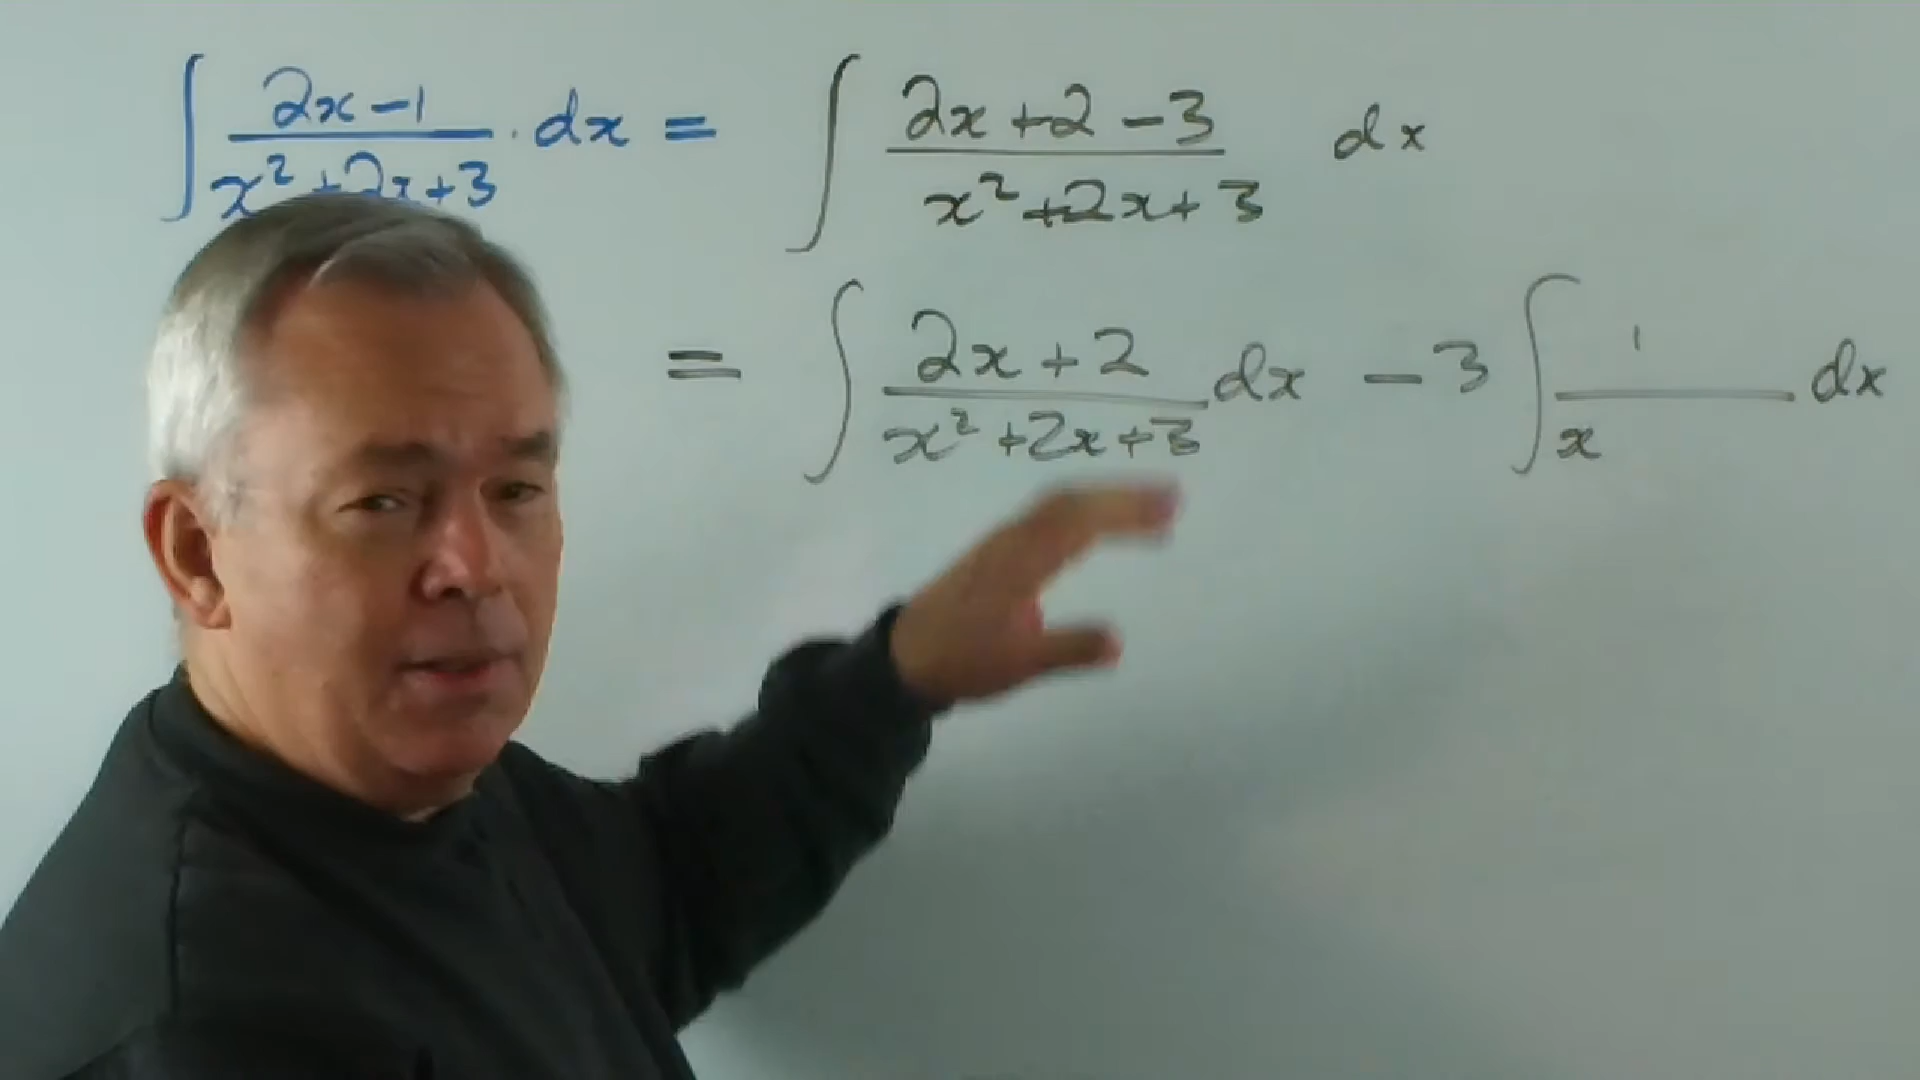 ∫ (2x-1)/(x²+2x+3) · dx = ∫ (2x+2-3)/(x²+2x+3) dx
= ∫ (2x+2)/(x²+2x+3) dx - 3 ∫ 1/x dx